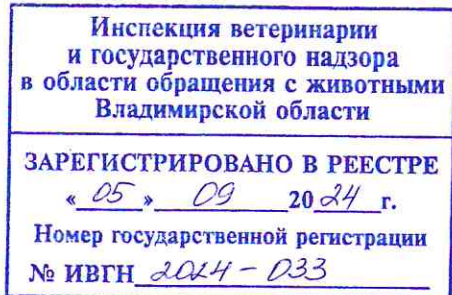 Инспекция ветеринарии
и государственного надзора
в области обращения с животными
Владимирской области
ЗАРЕГИСТРИРОВАНО В РЕЕСТРЕ
« 05 » 09 2024 г.
Номер государственной регистрации
№ ИВГН 2024 - 033